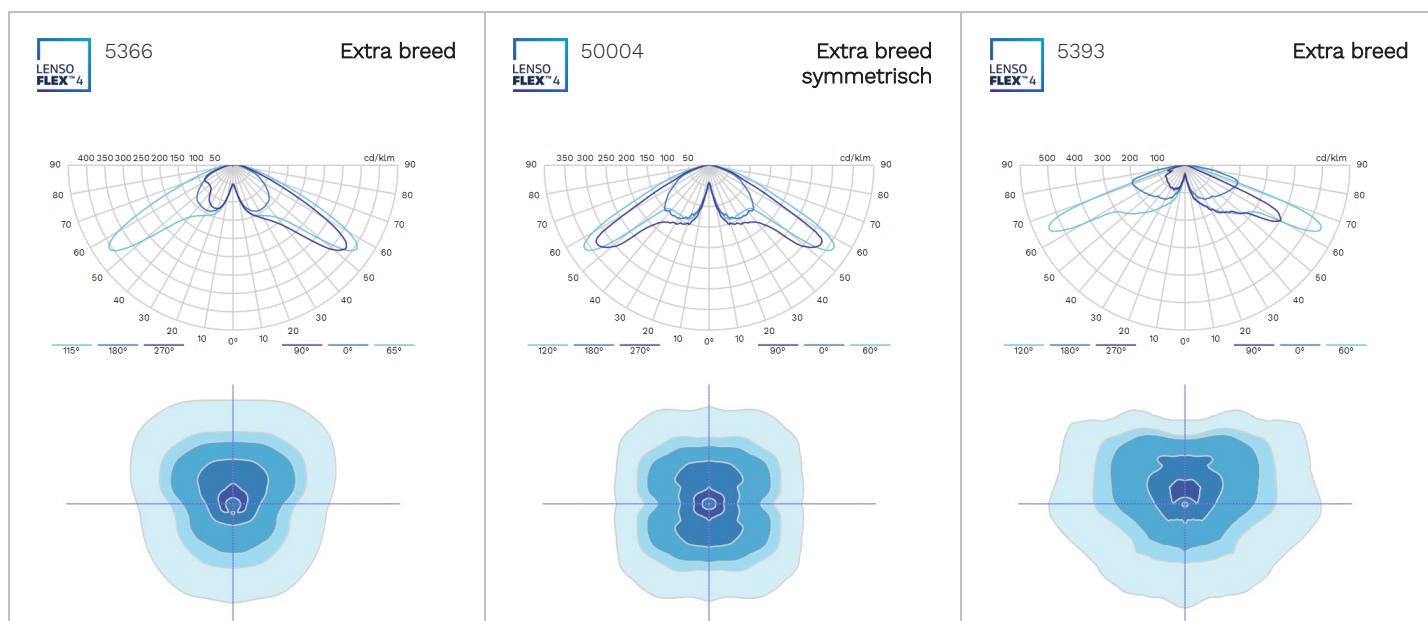 LENSO
FLEX™4
5366
Extra breed
90 400 350 300 250 200 150 100 50 cd/klm 90
80 80
70 70
60 60
50 50
40 40
30 30
20 10 0° 10 20
115° 180° 270° 90° 0° 65°
LENSO
FLEX™4
50004
Extra breed
symmetrisch
90 350 300 250 200 150 100 50 cd/klm 90
80 80
70 70
60 60
50 50
40 40
30 30
20 10 0° 10 20
120° 180° 270° 90° 0° 60°
LENSO
FLEX™4
5393
Extra breed
90 500 400 300 200 100 cd/klm 90
80 80
70 70
60 60
50 50
40 40
30 30
20 10 0° 10 20
120° 180° 270° 90° 0° 60°